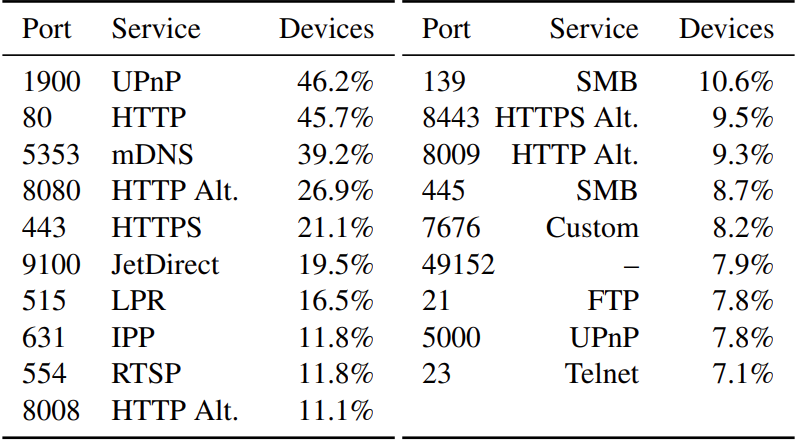 Port Service Devices Port Service Devices
1900 UPnP 46.2% 139 SMB 10.6%
80 HTTP 45.7% 8443 HTTPS Alt. 9.5%
5353 mDNS 39.2% 8009 HTTP Alt. 9.3%
8080 HTTP Alt. 26.9% 445 SMB 8.7%
443 HTTPS 21.1% 7676 Custom 8.2%
9100 JetDirect 19.5% 49152 – 7.9%
515 LPR 16.5% 21 FTP 7.8%
631 IPP 11.8% 5000 UPnP 7.8%
554 RTSP 11.8% 23 Telnet 7.1%
8008 HTTP Alt. 11.1%